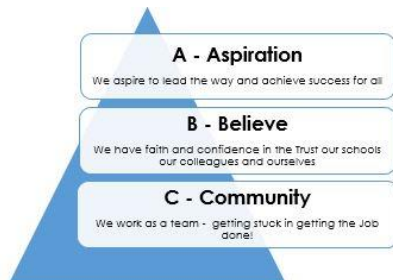 A - Aspiration
We aspire to lead the way and achieve success for all
B - Believe
We have faith and confidence in the Trust our schools
our colleagues and ourselves
C - Community
We work as a team - getting stuck in getting the Job
done!